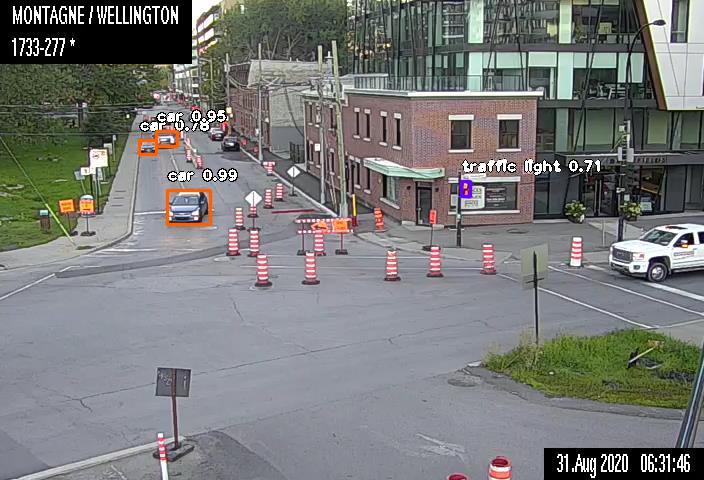 MONTAGNE / WELLINGTON
1733-277 *
car 0.95
car 0.78
car 0.99
traffic light 0.71
31.Aug 2020 06:31:46